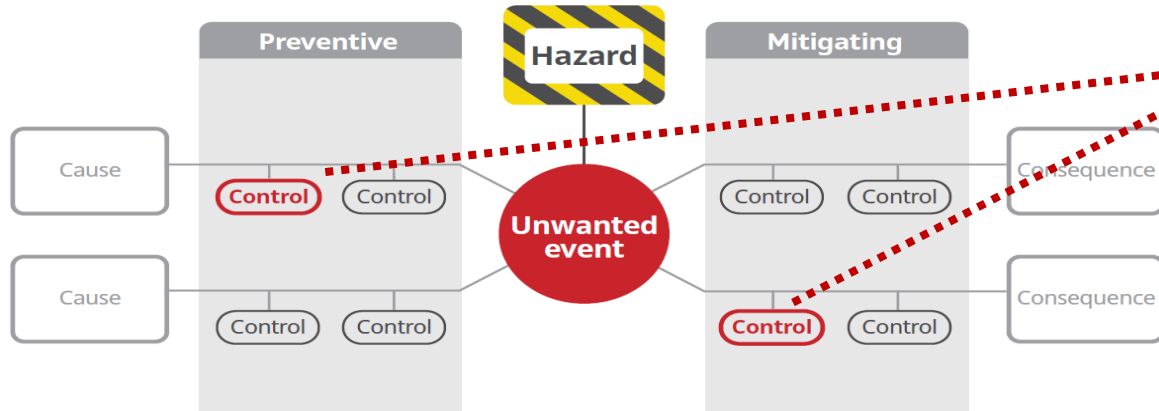 Preventive
Hazard
Mitigating
Cause
Control
Control
Unwanted
event
Control
Control
Consequence
Cause
Control
Control
Control
Control
Consequence